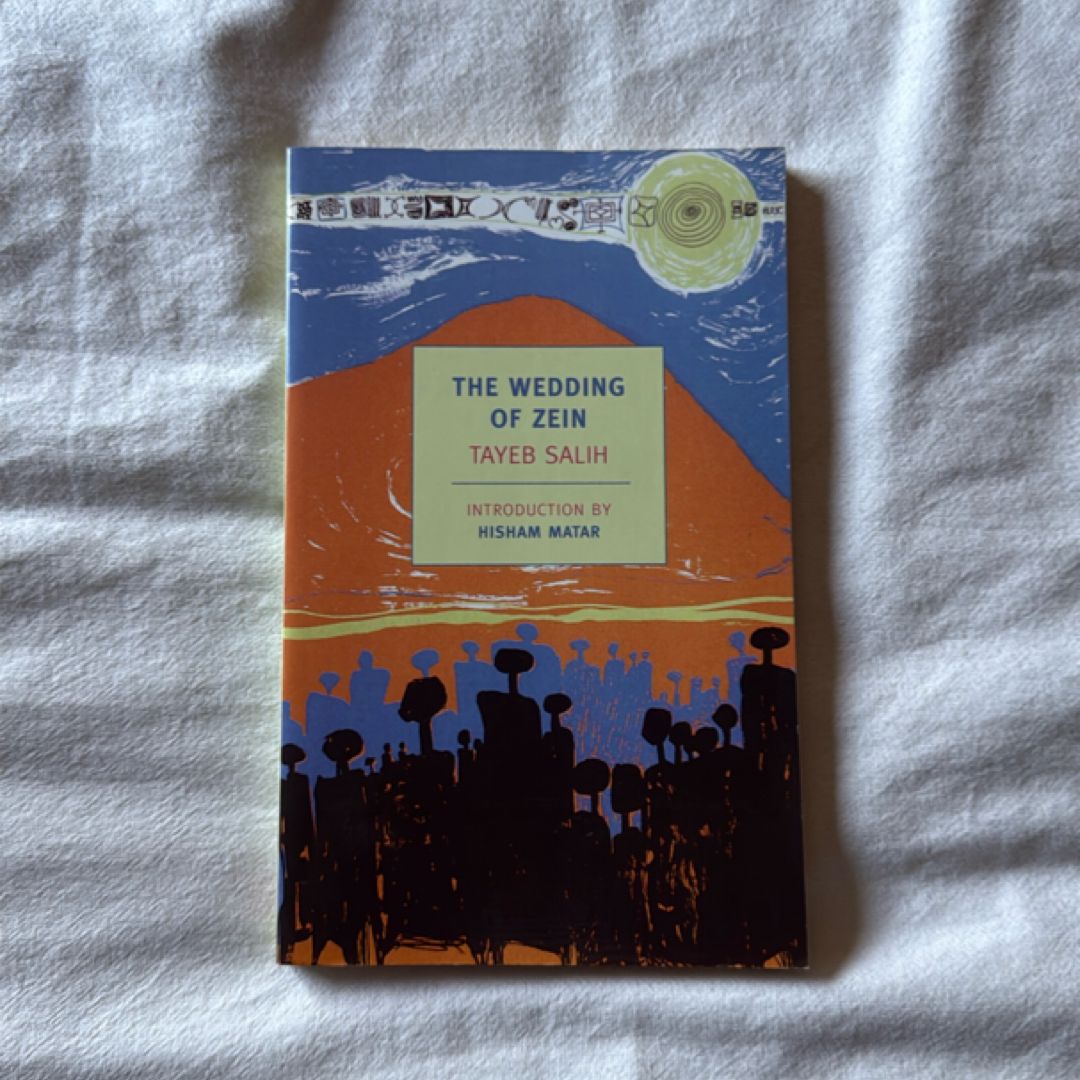 THE WEDDING
OF ZEIN
TAYEB SALIH
INTRODUCTION BY
HISHAM MATAR